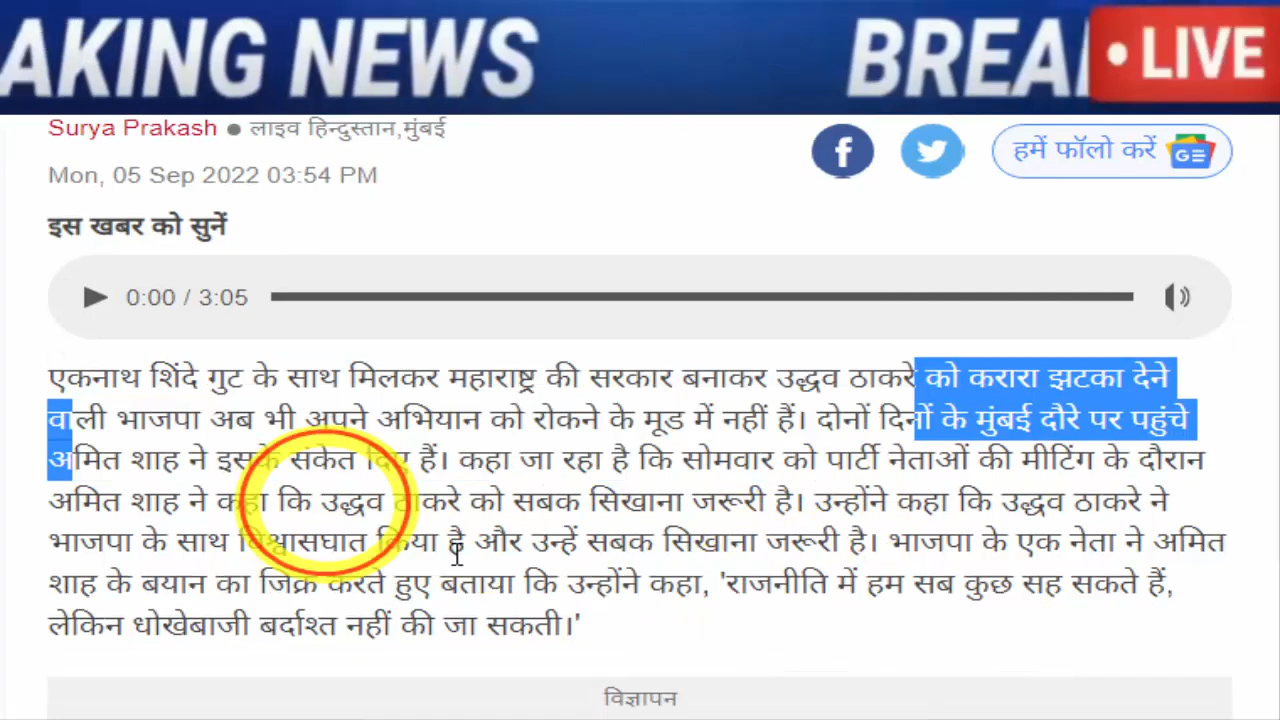 AKING NEWS
BREA
• LIVE
Surya Prakash ● लाइव हिन्दुस्तान,मुंबई
Mon, 05 Sep 2022 03:54 PM
हमें फॉलो करें
इस खबर को सुनें
0:00 / 3:05
एकनाथ शिंदे गुट के साथ मिलकर महाराष्ट्र की सरकार बनाकर उद्धव ठाकरे को करारा झटका देने
वाली भाजपा अब भी अपने अभियान को रोकने के मूड में नहीं हैं। दोनों दिनों के मुंबई दौरे पर पहुंचे
अमित शाह ने इसके संकेत दिए हैं। कहा जा रहा है कि सोमवार को पार्टी नेताओं की मीटिंग के दौरान
अमित शाह ने कहा कि उद्धव ठाकरे को सबक सिखाना जरूरी है। उन्होंने कहा कि उद्धव ठाकरे ने
भाजपा के साथ विश्वासघात किया है और उन्हें सबक सिखाना जरूरी है। भाजपा के एक नेता ने अमित
शाह के बयान का जिक्र करते हुए बताया कि उन्होंने कहा, 'राजनीति में हम सब कुछ सह सकते हैं,
लेकिन धोखेबाजी बर्दाश्त नहीं की जा सकती।'
विज्ञापन